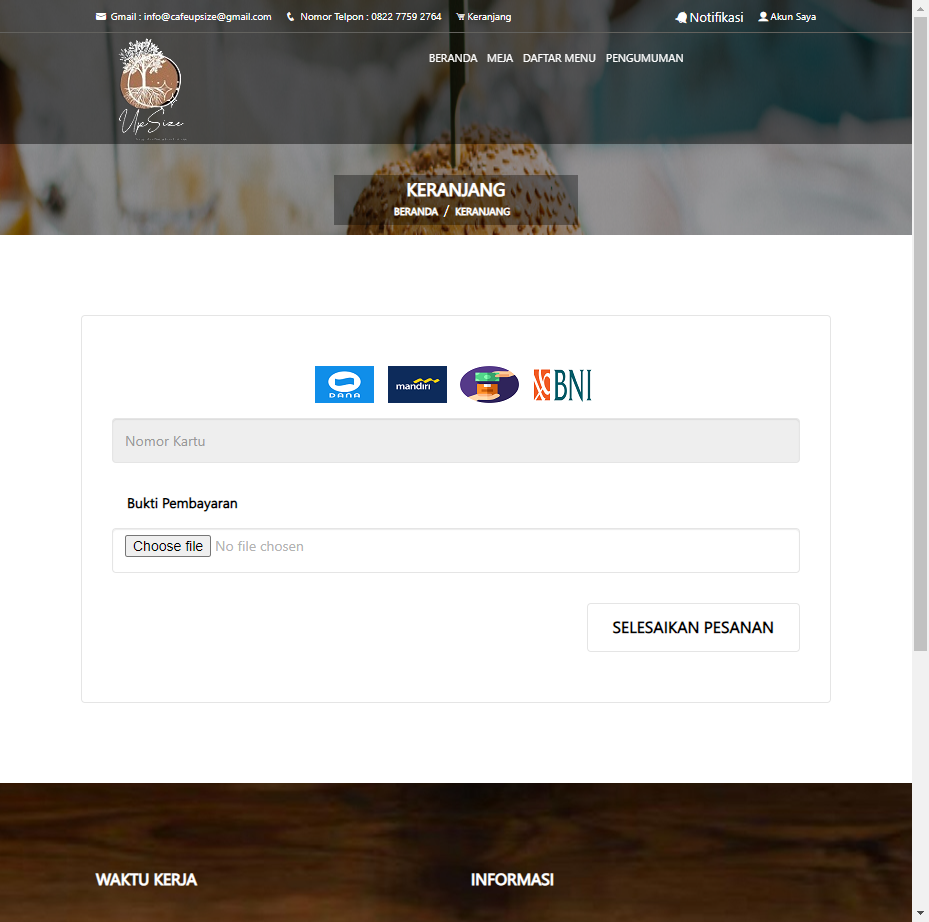 Gmail : info@cafeupsize@gmail.com Nomor Telpon : 0822 7759 2764 Keranjang Notifikasi Akun Saya
BERANDA MEJA DAFTAR MENU PENGUMUMAN
UpSize
KERANJANG
BERANDA / KERANJANG
DANA mandiri BNI
Nomor Kartu
Bukti Pembayaran
Choose file No file chosen
SELESAIKAN PESANAN
WAKTU KERJA INFORMASI